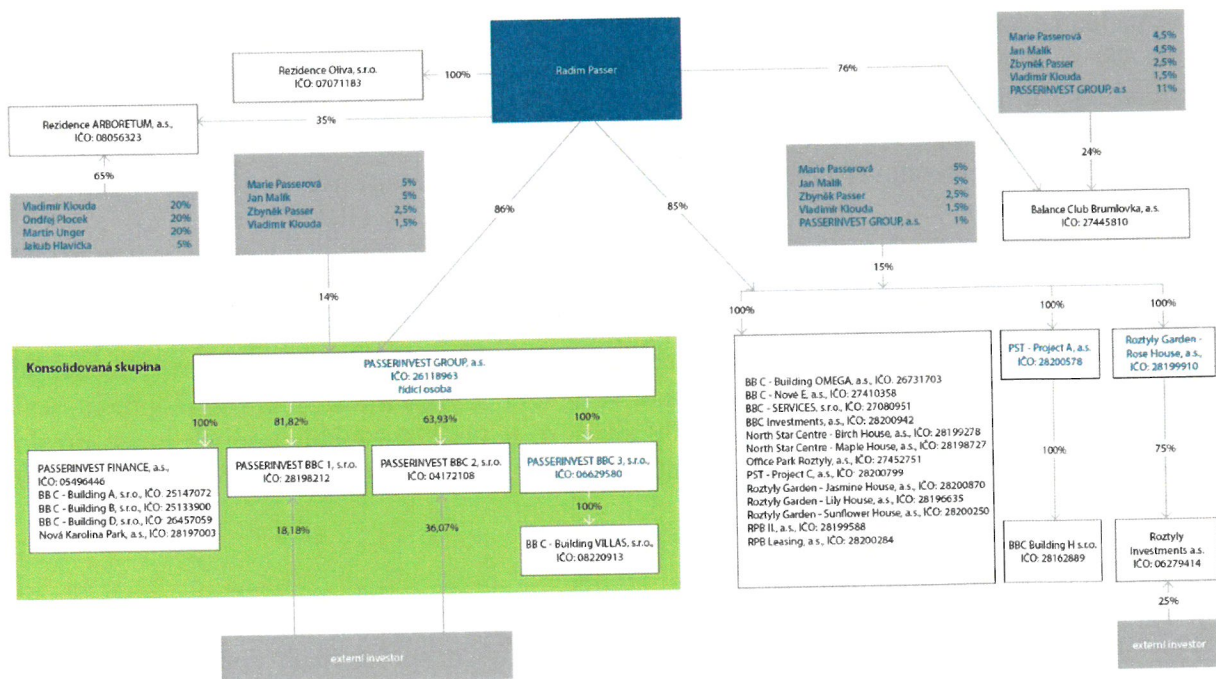 Radim Passer
Rezidence Oliva, s.r.o.
IČO: 07071183
100%
Rezidence ARBORETUM, a.s.,
IČO: 08056323
35%
65%
Vladimír Klouda 20%
Ondřej Plocek 20%
Martin Unger 20%
Jakub Hlavička 5%
Marie Passerová 5%
Jan Malík 5%
Zbyněk Passer 2,5%
Vladimír Klouda 1,5%
14%
86%
85%
76%
Marie Passerová 4,5%
Jan Malík 4,5%
Zbyněk Passer 2,5%
Vladimír Klouda 1,5%
PASSERINVEST GROUP, a.s 11%
24%
Balance Club Brumlovka, a.s.
IČO: 27445810
Marie Passerová 5%
Jan Malík 5%
Zbyněk Passer 2,5%
Vladimír Klouda 1,5%
PASSERINVEST GROUP, a.s. 1%
15%
Konsolidovaná skupina
PASSERINVEST GROUP, a.s.
IČO: 26118963
řídící osoba
100%
81,82%
63,93%
100%
PASSERINVEST FINANCE, a.s.,
IČO: 05496446
BB C - Building A, s.r.o., IČO: 25147072
BB C - Building B, s.r.o., IČO: 25133900
BB C - Building D, s.r.o., IČO: 26457059
Nová Karolina Park, a.s., IČO: 28197003
PASSERINVEST BBC 1, s.r.o.
IČO: 28198212
18,18%
PASSERINVEST BBC 2, s.r.o.
IČO: 04172108
36,07%
PASSERINVEST BBC 3, s.r.o.,
IČO: 06629580
100%
BB C - Building VILLAS, s.r.o.,
IČO: 08220913
externí investor
100%
100%
100%
BB C - Building OMEGA, a.s., IČO: 26731703
BB C - Nové E, a.s., IČO: 27410358
BBC - SERVICES, s.r.o., IČO: 27080951
BBC Investments, a.s., IČO: 28200942
North Star Centre - Birch House, a.s., IČO: 28199278
North Star Centre - Maple House, a.s., IČO: 28198727
Office Park Roztyly, a.s., IČO: 27452751
PST - Project C, a.s., IČO: 28200799
Roztyly Garden - Jasmine House, a.s., IČO: 28200870
Roztyly Garden - Lily House, a.s., IČO: 28196635
Roztyly Garden - Sunflower House, a.s., IČO: 28200250
RPB II., a.s., IČO: 28199588
RPB Leasing, a.s., IČO: 28200284
PST - Project A, a.s.
IČO: 28200578
100%
BBC Building H s.r.o.
IČO: 28162889
Roztyly Garden -
Rose House, a.s.,
IČO: 28199910
75%
Roztyly
Investments a.s.
IČO: 06279414
25%
externí investor